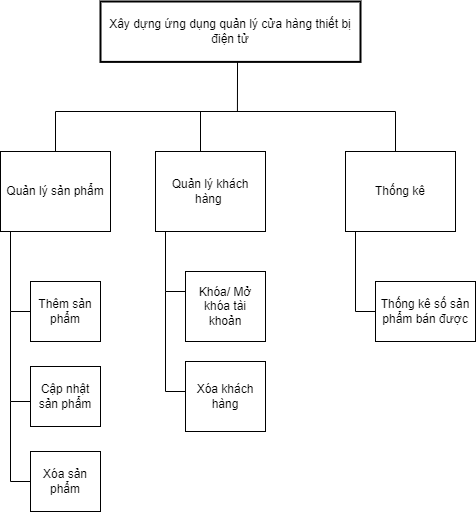 Xây dựng ứng dụng quản lý cửa hàng thiết bị
điện tử
Quản lý sản phẩm
Quản lý khách
hàng
Thống kê
Thêm sản
phẩm
Cập nhật
sản phẩm
Xóa sản
phẩm
Khóa/ Mở
khóa tài
khoản
Xóa khách
hàng
Thống kê số sản
phẩm bán được